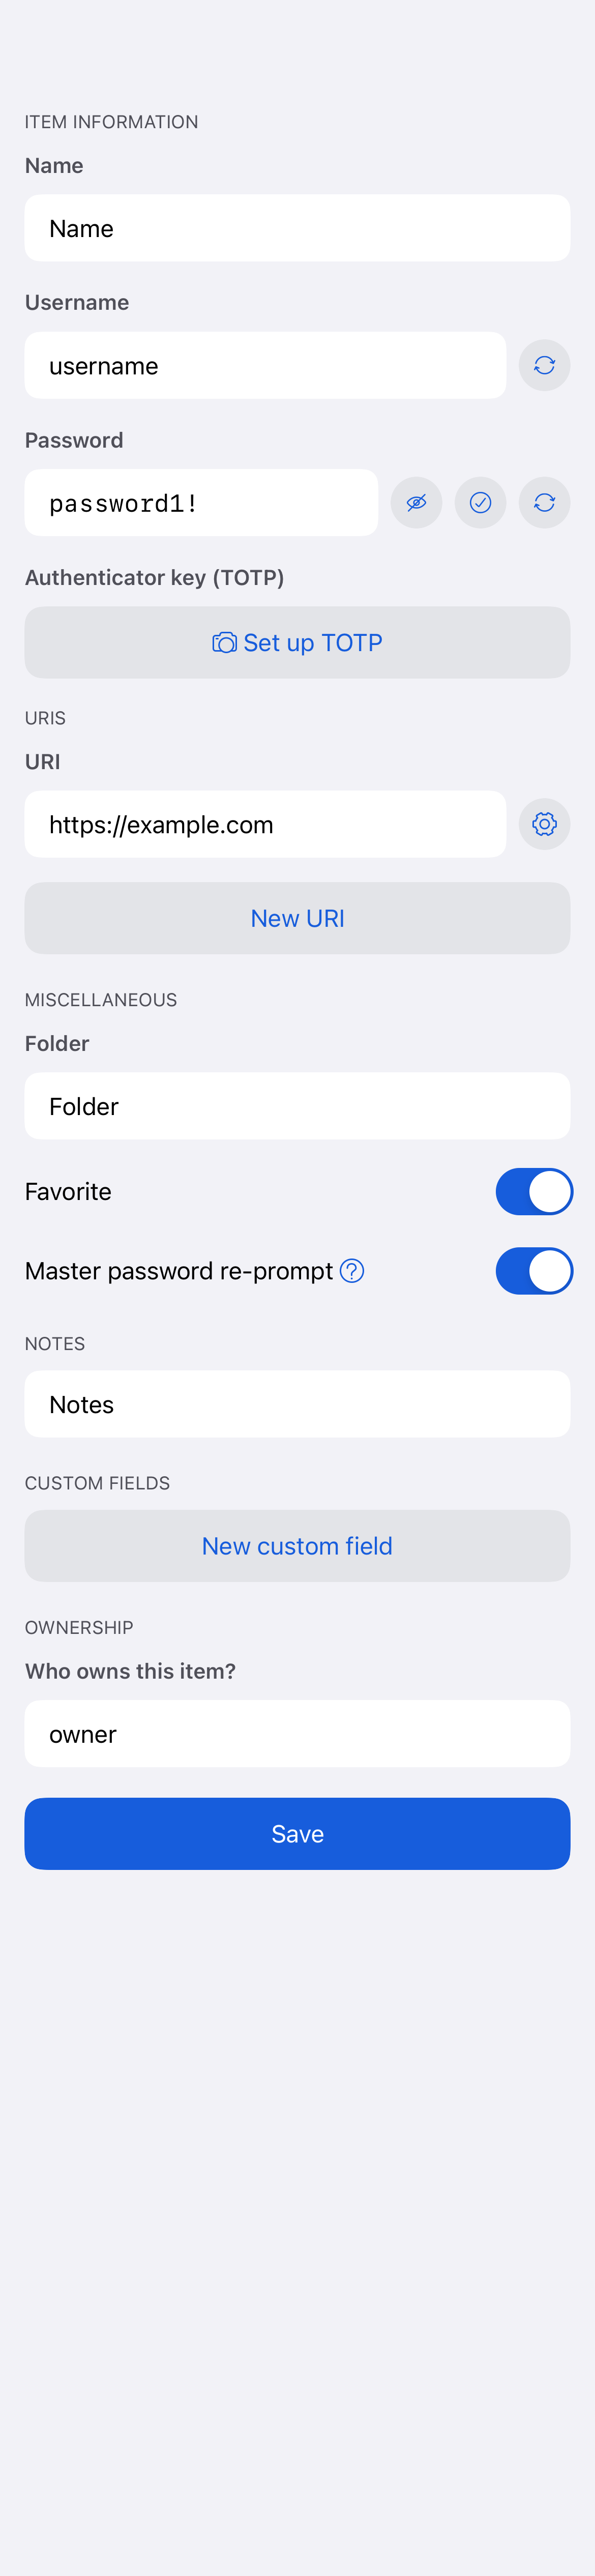 ITEM INFORMATION
Name
Name
Username
username
Password
password1!
Authenticator key (TOTP)
Set up TOTP
URIS
URI
https://example.com
New URI
MISCELLANEOUS
Folder
Folder
Favorite
Master password re-prompt
NOTES
Notes
CUSTOM FIELDS
New custom field
OWNERSHIP
Who owns this item?
owner
Save